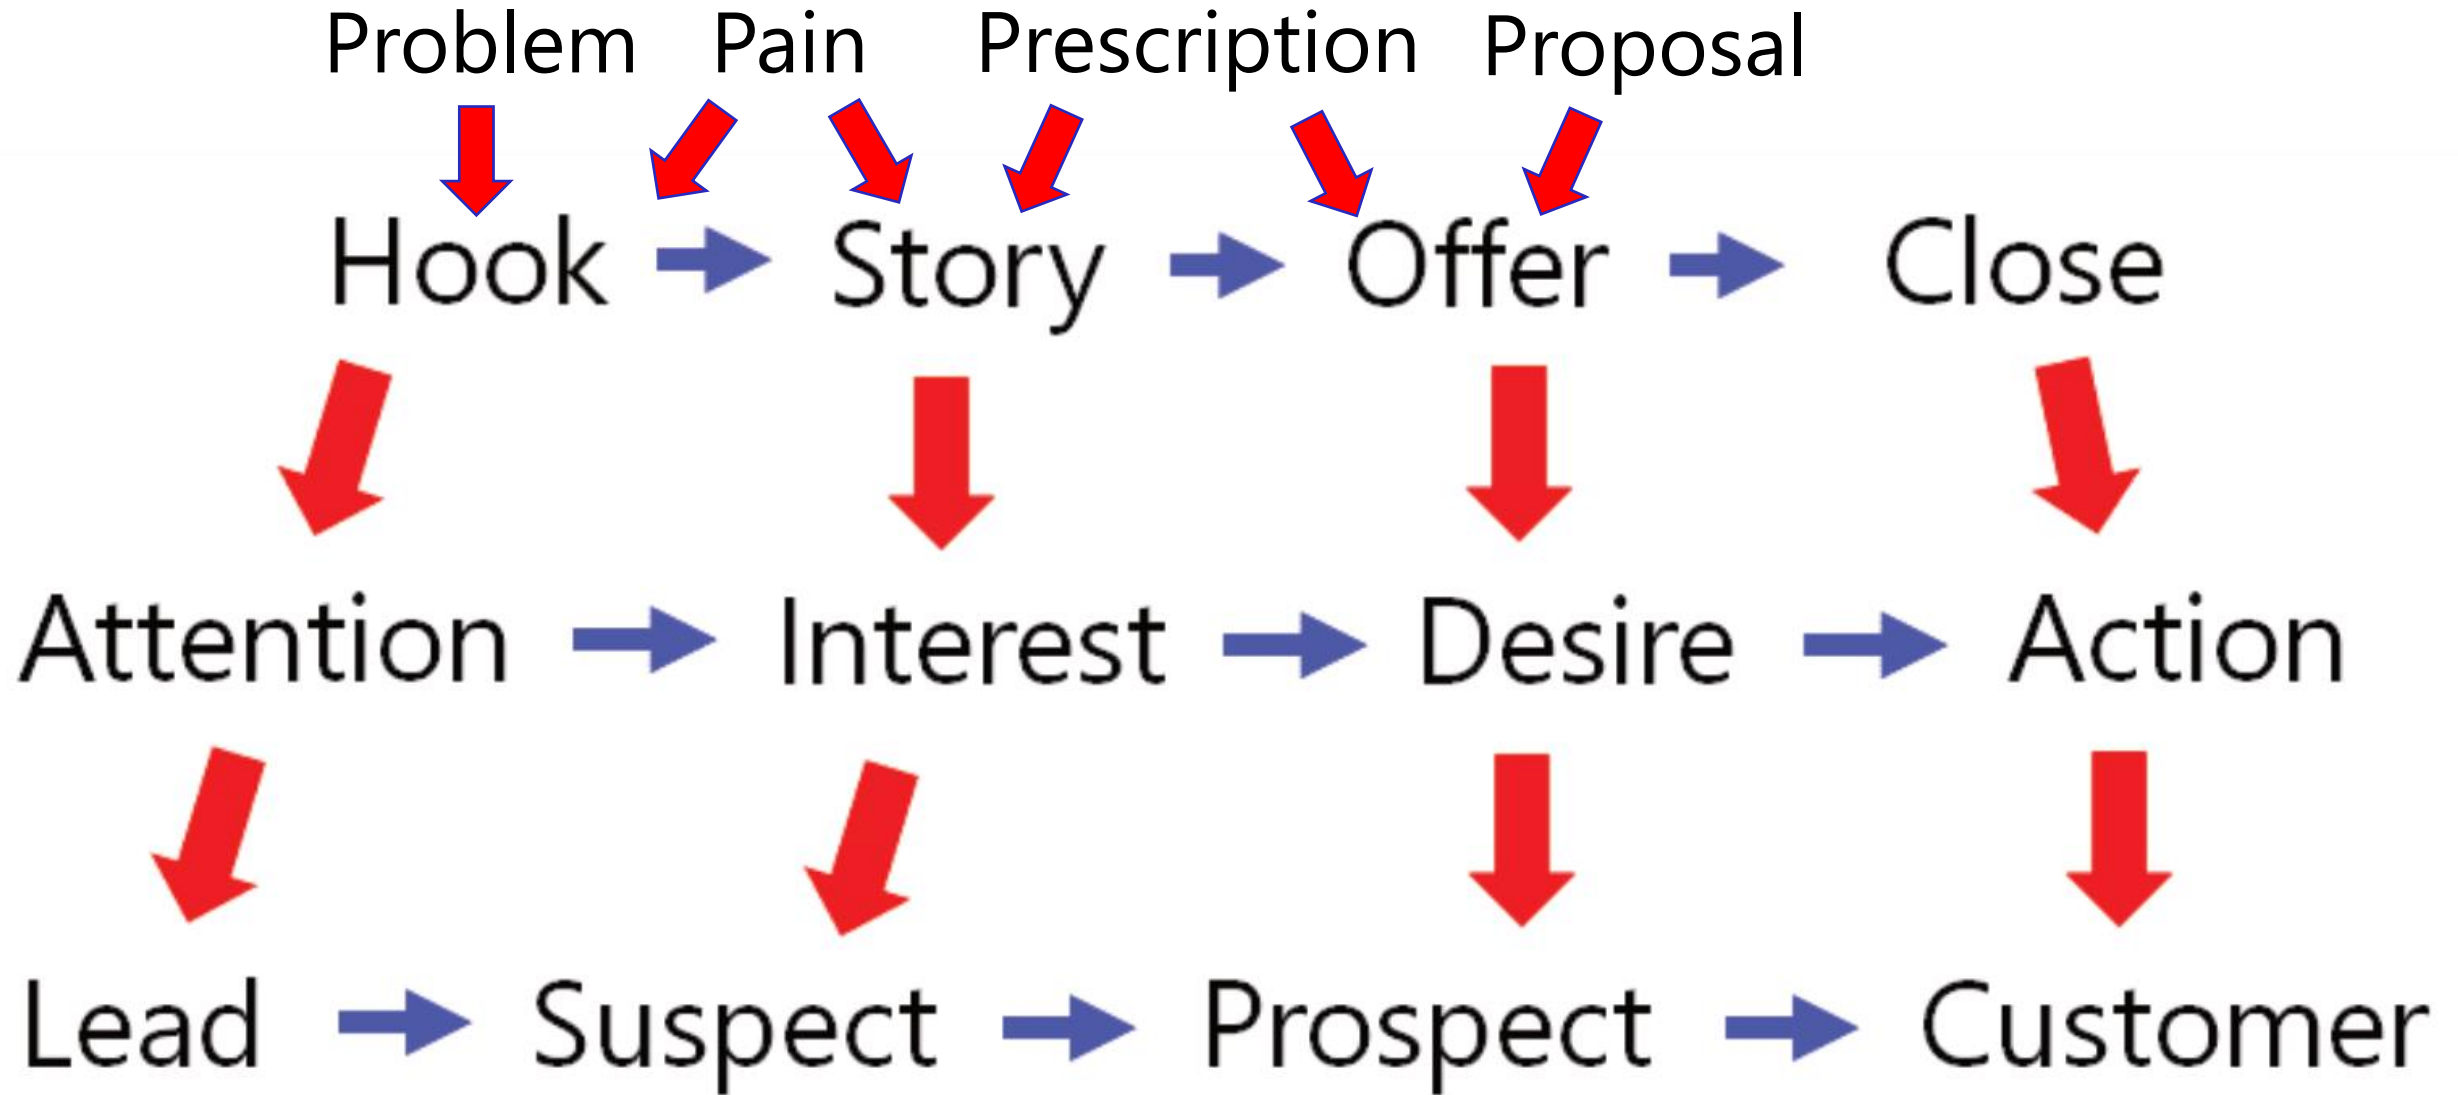 Problem Pain Prescription Proposal
Hook Story Offer Close
Attention Interest Desire Action
Lead Suspect Prospect Customer